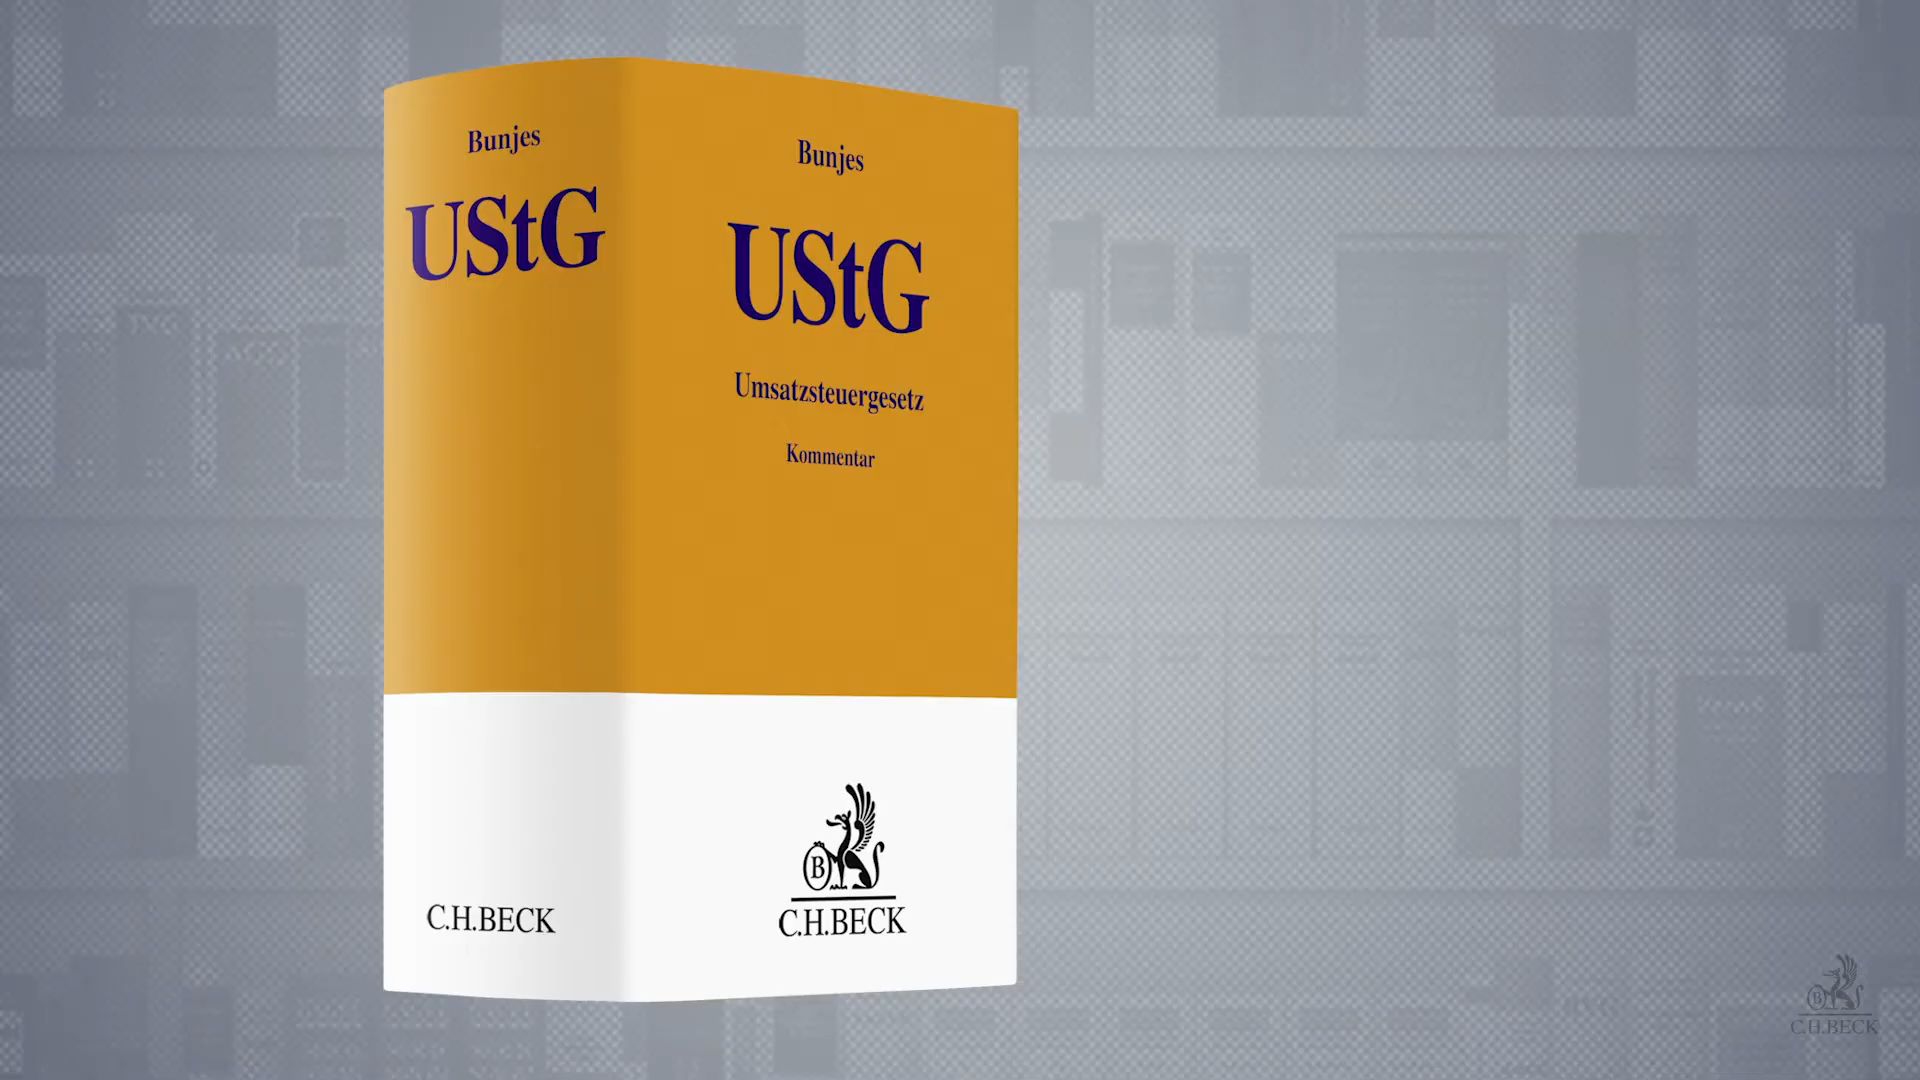 Bunjes
UStG
C.H.BECK
Bunjes
UStG
Umsatzsteuergesetz
Kommentar
B
C.H.BECK
B
C.H.BECK